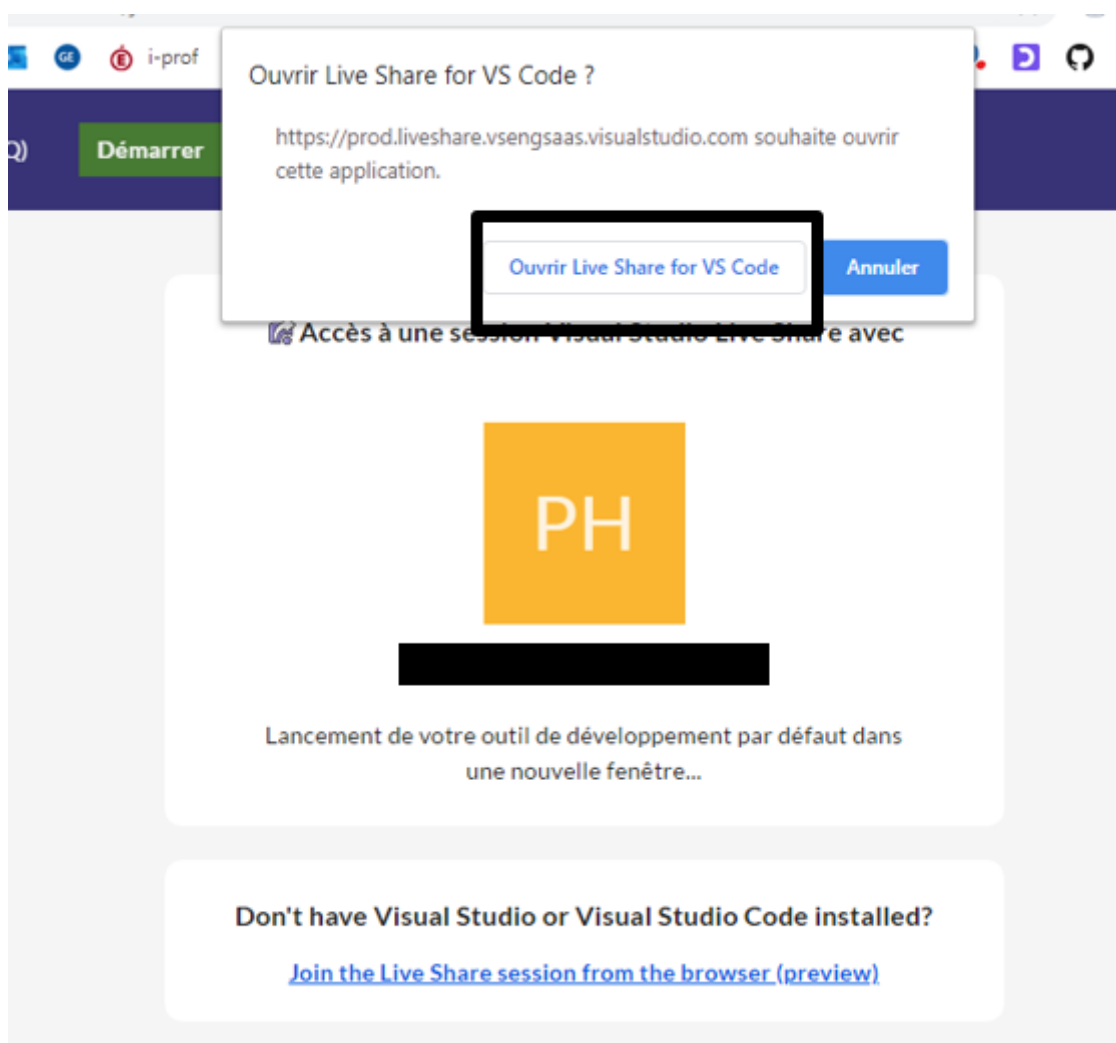 GE
i-prof
Ouvrir Live Share for VS Code ?
https://prod.liveshare.vsengsaas.visualstudio.com souhaite ouvrir
cette application.
Q)
Démarrer
Ouvrir Live Share for VS Code
Annuler
Accès à une session Visual Studio Live Share avec
PH
Lancement de votre outil de développement par défaut dans
une nouvelle fenêtre...
Don't have Visual Studio or Visual Studio Code installed?
Join the Live Share session from the browser (preview)